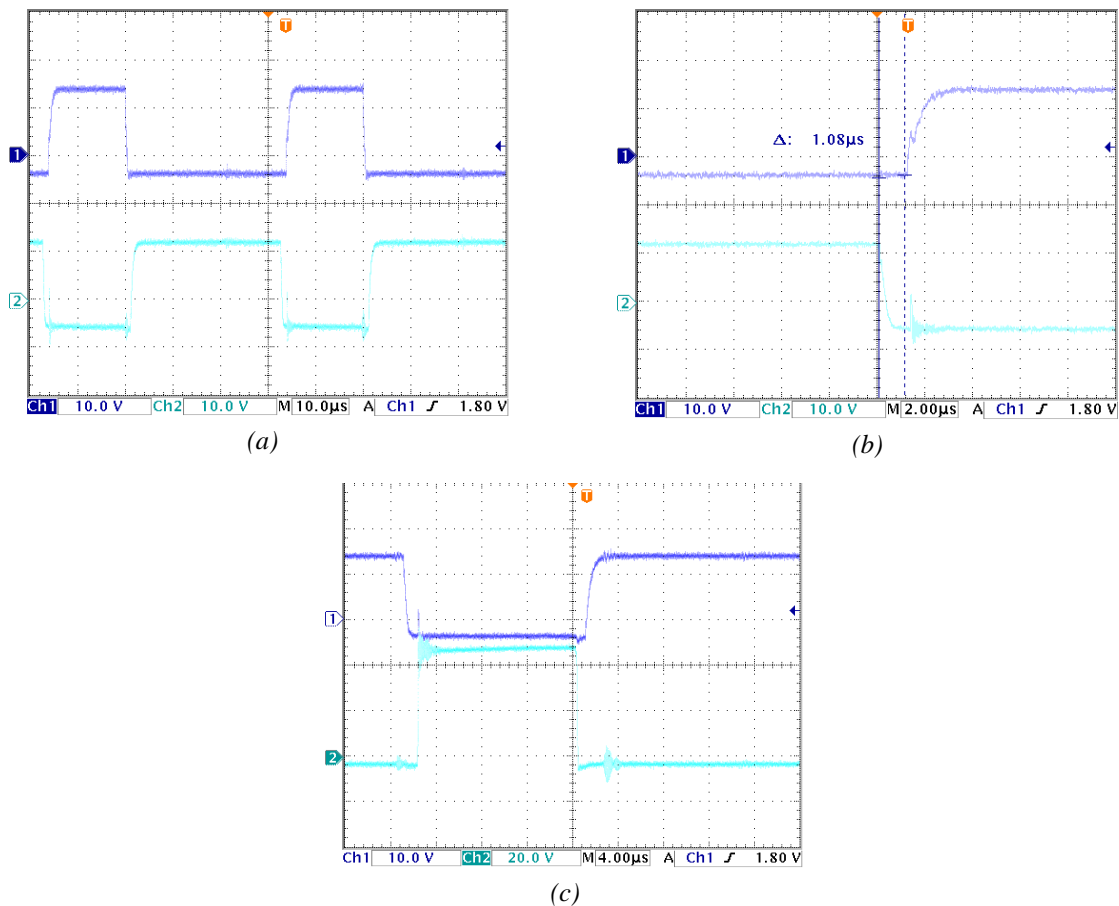 T T
1
2
Ch1 10.0 V Ch2 10.0 V M 10.0µs A Ch1 ƒ 1.80 V
(a)
T
1
Δ: 1.08µs
2
Ch1 10.0 V Ch2 10.0 V M 2.00µs A Ch1 ƒ 1.80 V
(b)
T
1
2
Ch1 10.0 V Ch2 20.0 V M 4.00µs A Ch1 ƒ 1.80 V
(c)